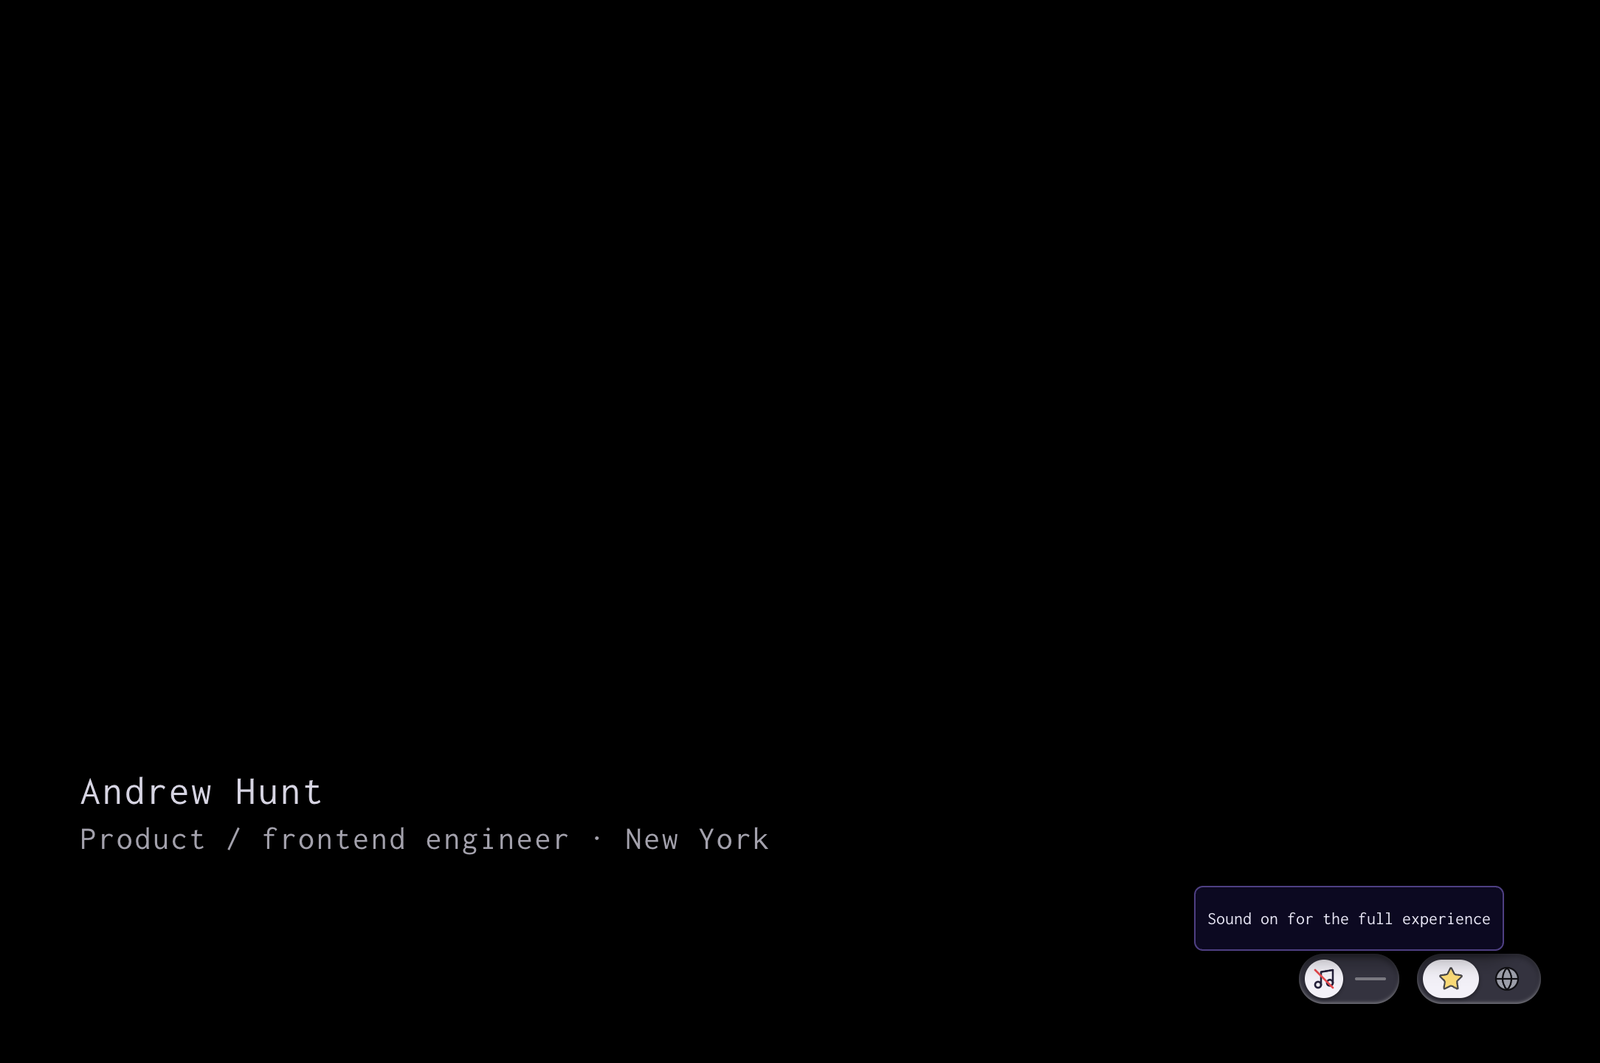 Andrew Hunt
Product / frontend engineer · New York
Sound on for the full experience